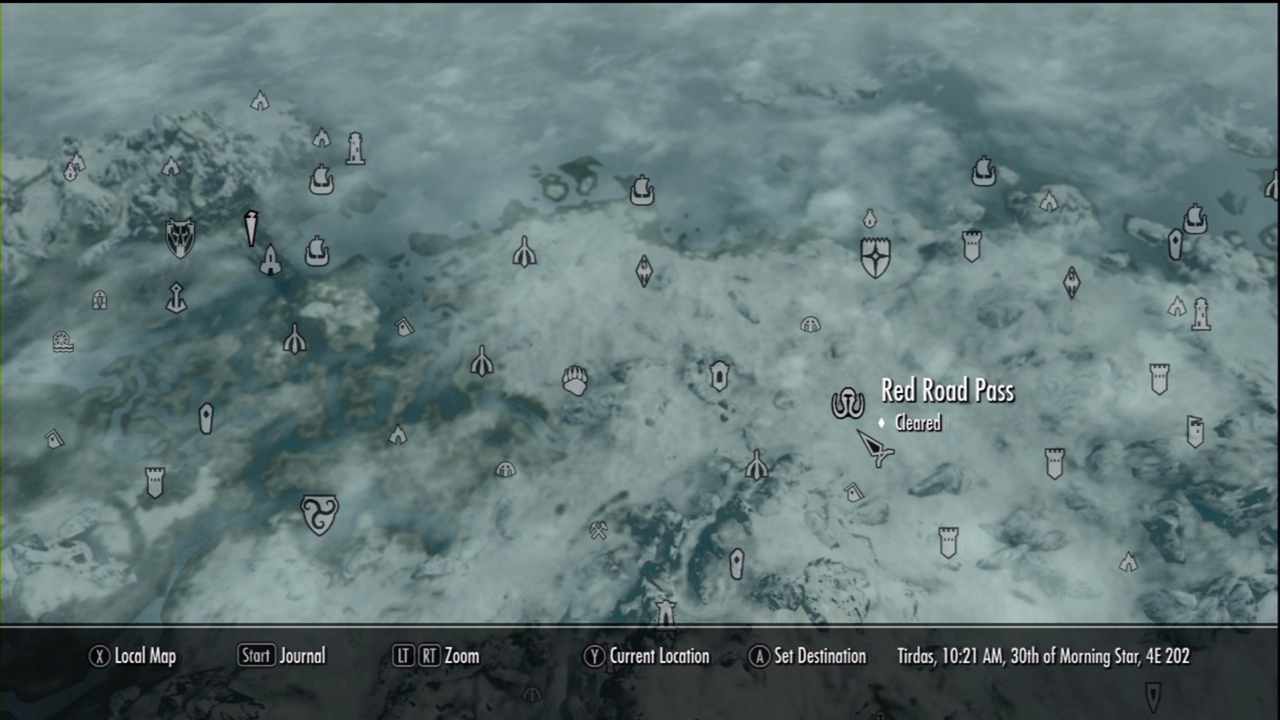 Red Road Pass
Cleared
X Local Map Start Journal LT RT Zoom Y Current Location A Set Destination Tirdas, 10:21 AM, 30th of Morning Star, 4E 202